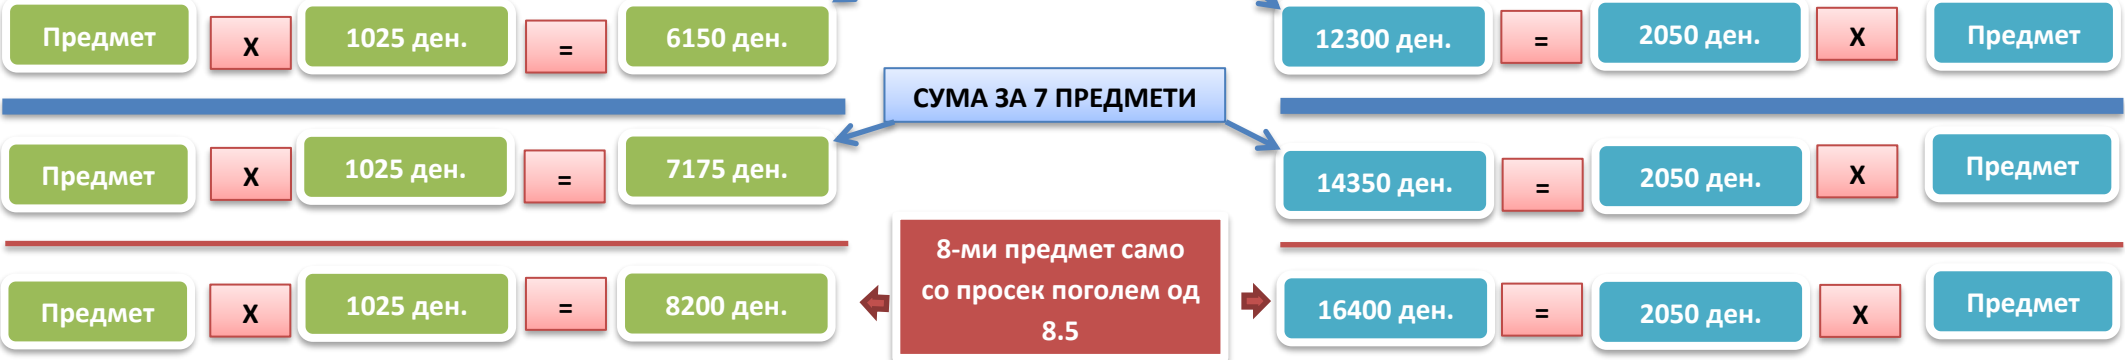 Предмет X 1025 ден. = 6150 ден.
12300 ден. = 2050 ден. X Предмет
СУМА ЗА 7 ПРЕДМЕТИ
Предмет X 1025 ден. = 7175 ден.
14350 ден. = 2050 ден. X Предмет
8-ми предмет само
со просек поголем од
8.5
Предмет X 1025 ден. = 8200 ден.
16400 ден. = 2050 ден. X Предмет